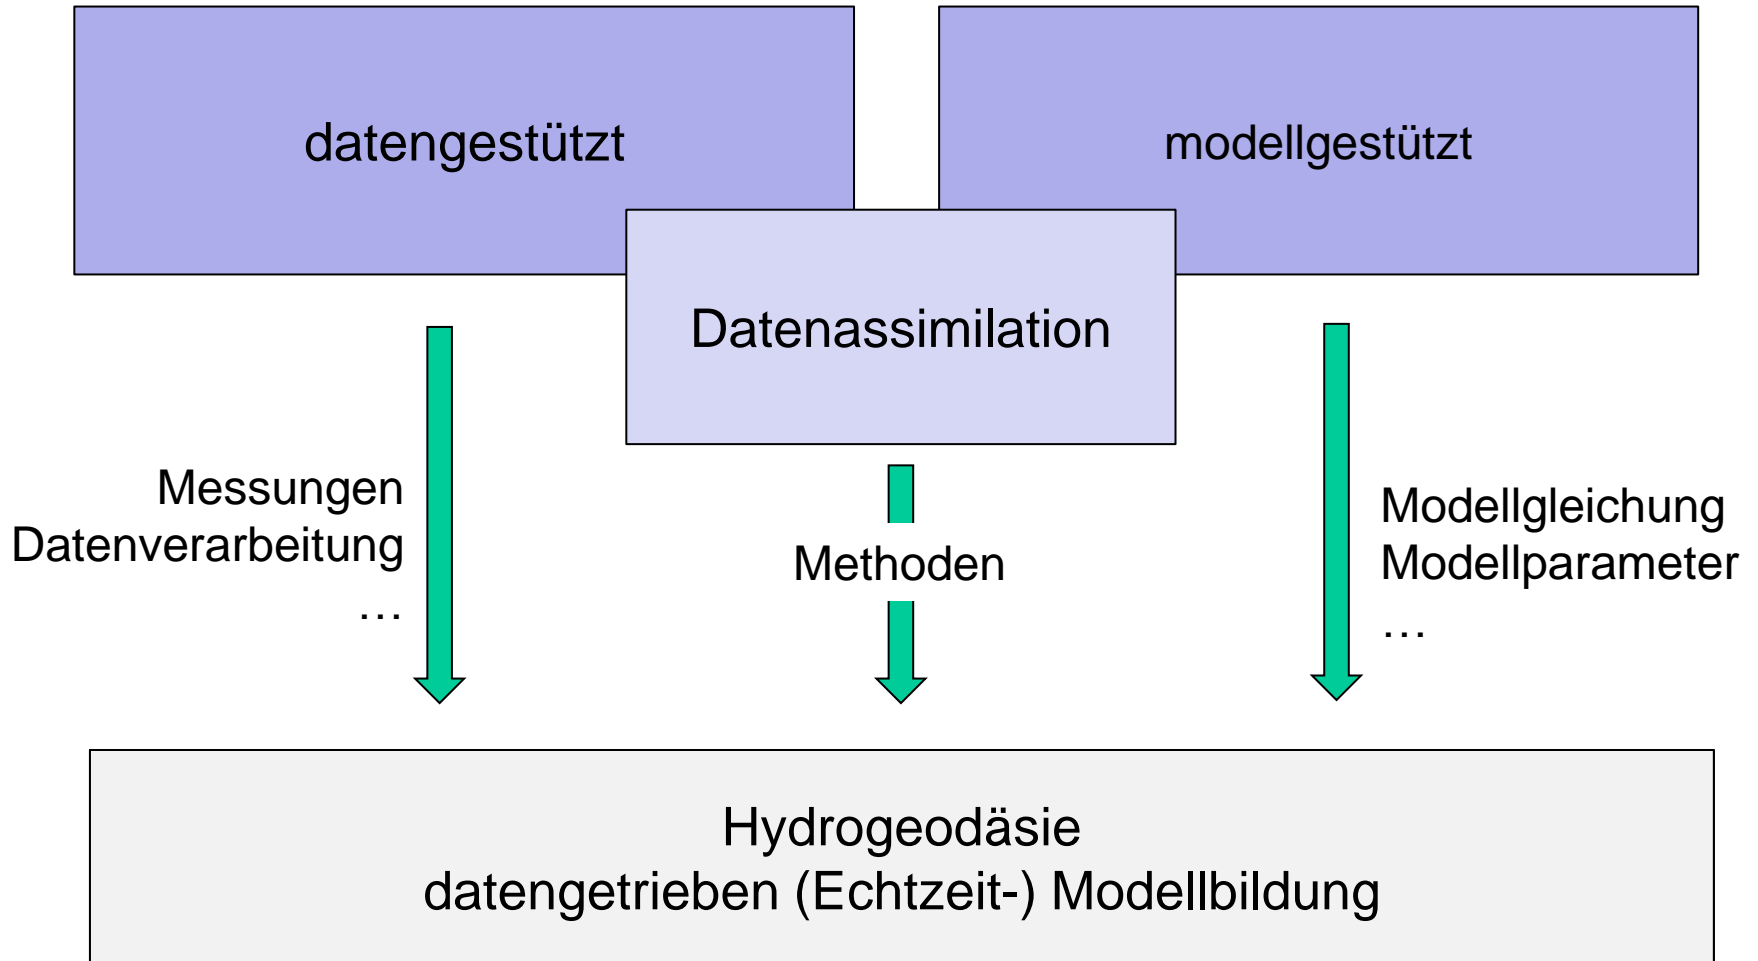 datengestützt
modellgestützt
Datenassimilation
Messungen
Datenverarbeitung
…
Methoden
Modellgleichung
Modellparameter
…
Hydrogeodäsie
datengetrieben (Echtzeit-) Modellbildung